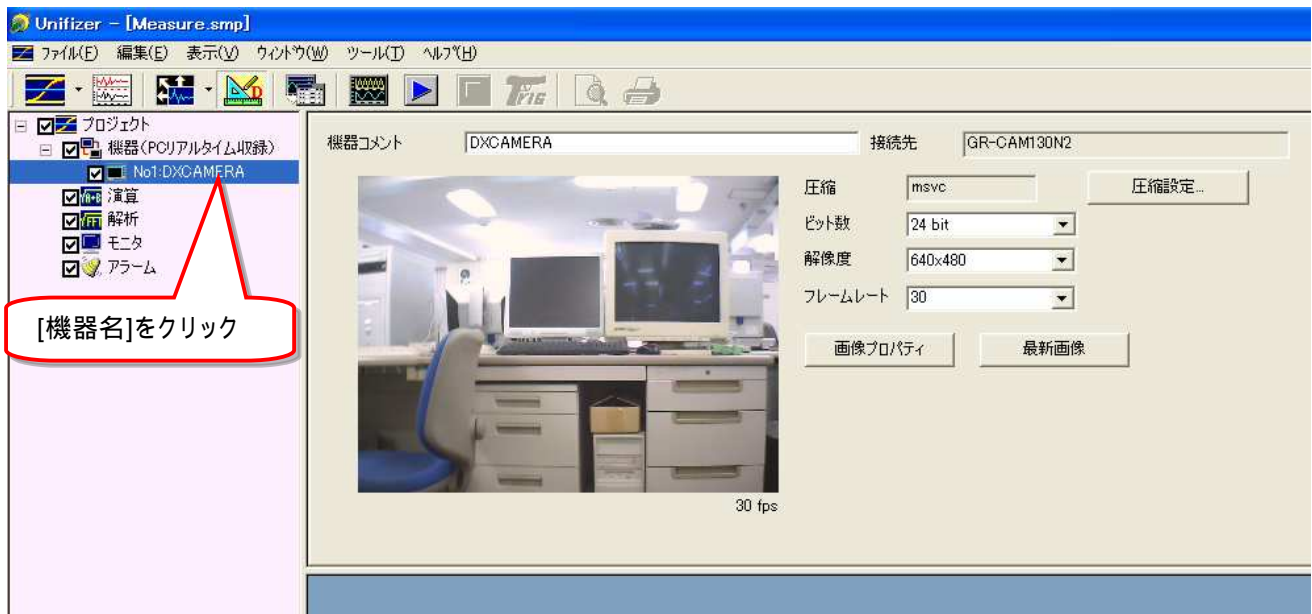 Unifizer - [Measure.smp]
ファイル(F) 編集(E) 表示(V) ウィンドウ(W) ツール(T) ヘルプ(H)
TRIG
プロジェクト
機器(PCリアルタイム収録)
No1:DXCAMERA
演算
解析
モニタ
アラーム
[機器名]をクリック
機器コメント DXCAMERA 接続先 GR-CAM130N2
圧縮 msvc 圧縮設定...
ビット数 24 bit
解像度 640x480
フレームレート 30
画像プロパティ 最新画像
30 fps